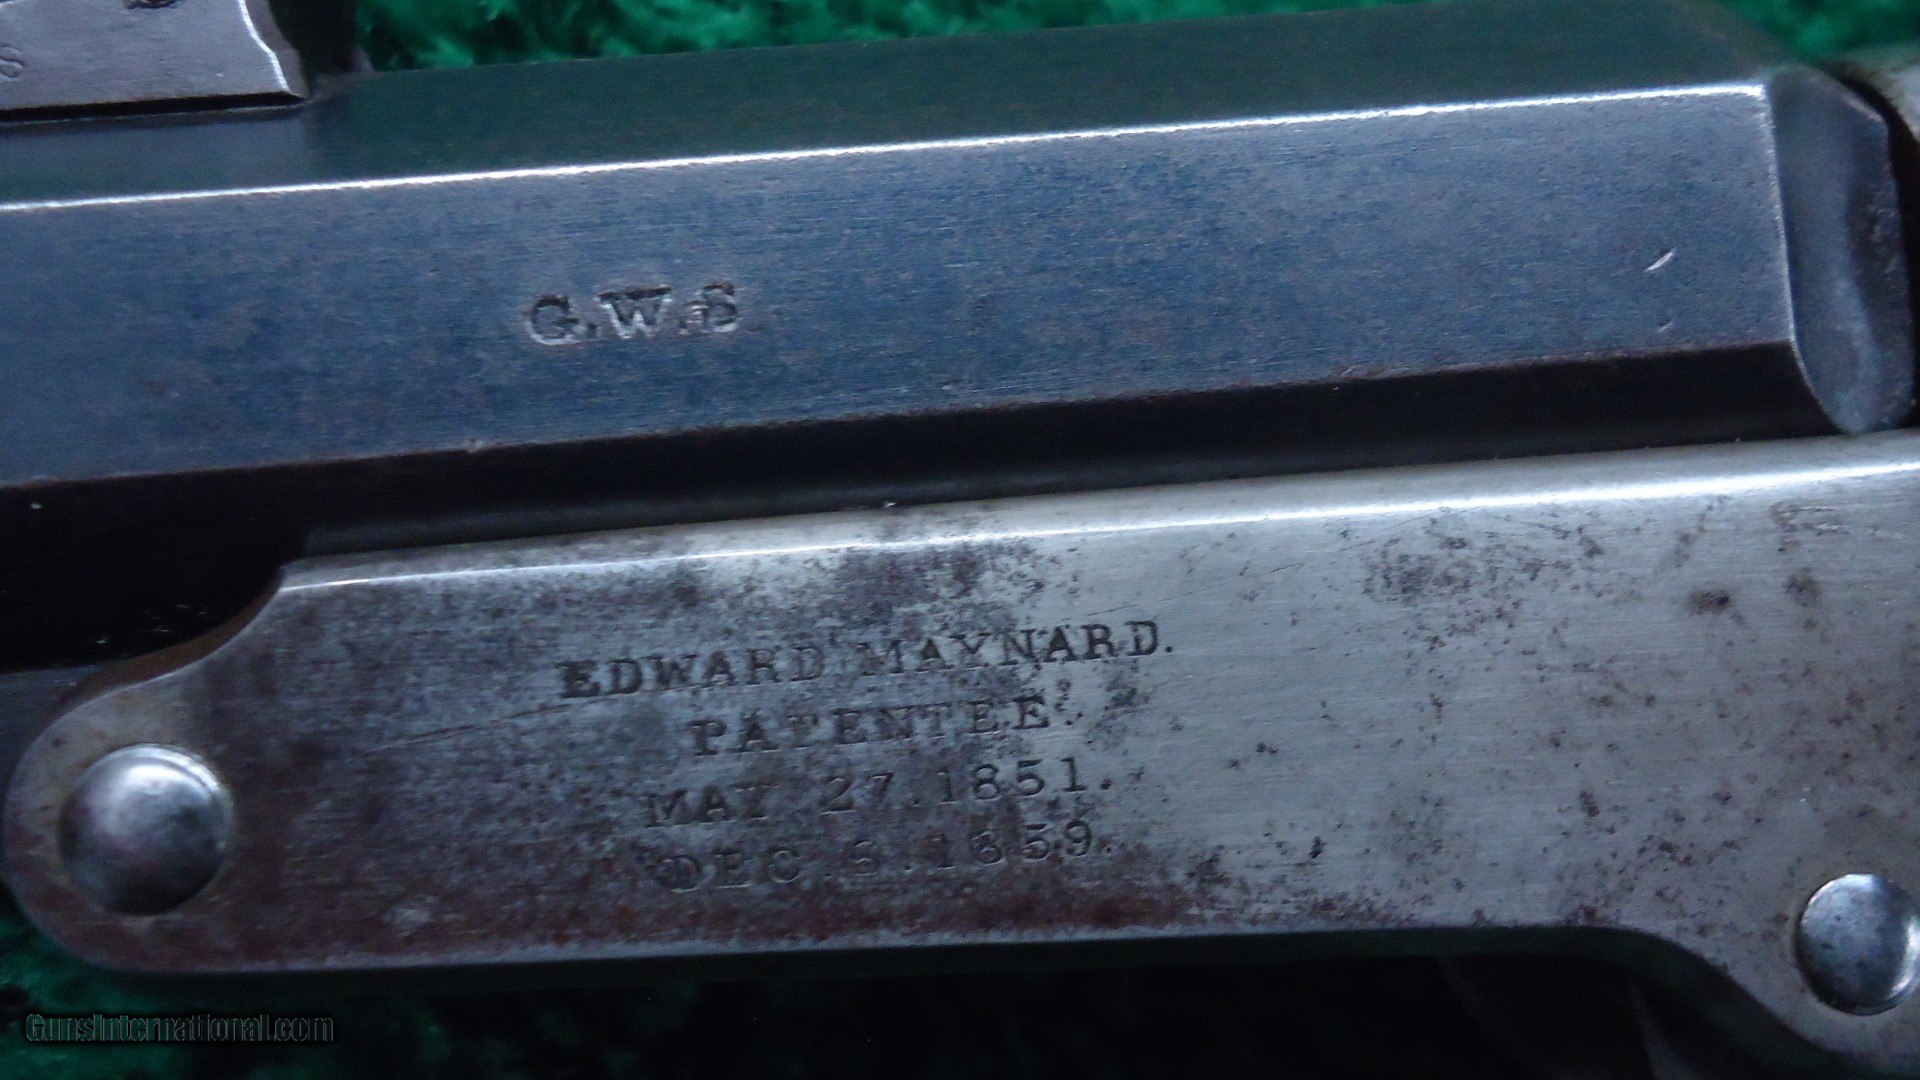 S
G.W.S
EDWARD MAYNARD.
PATENTEE
MAY 27.1851.
DEC 6.1859.
GunsInternational.com